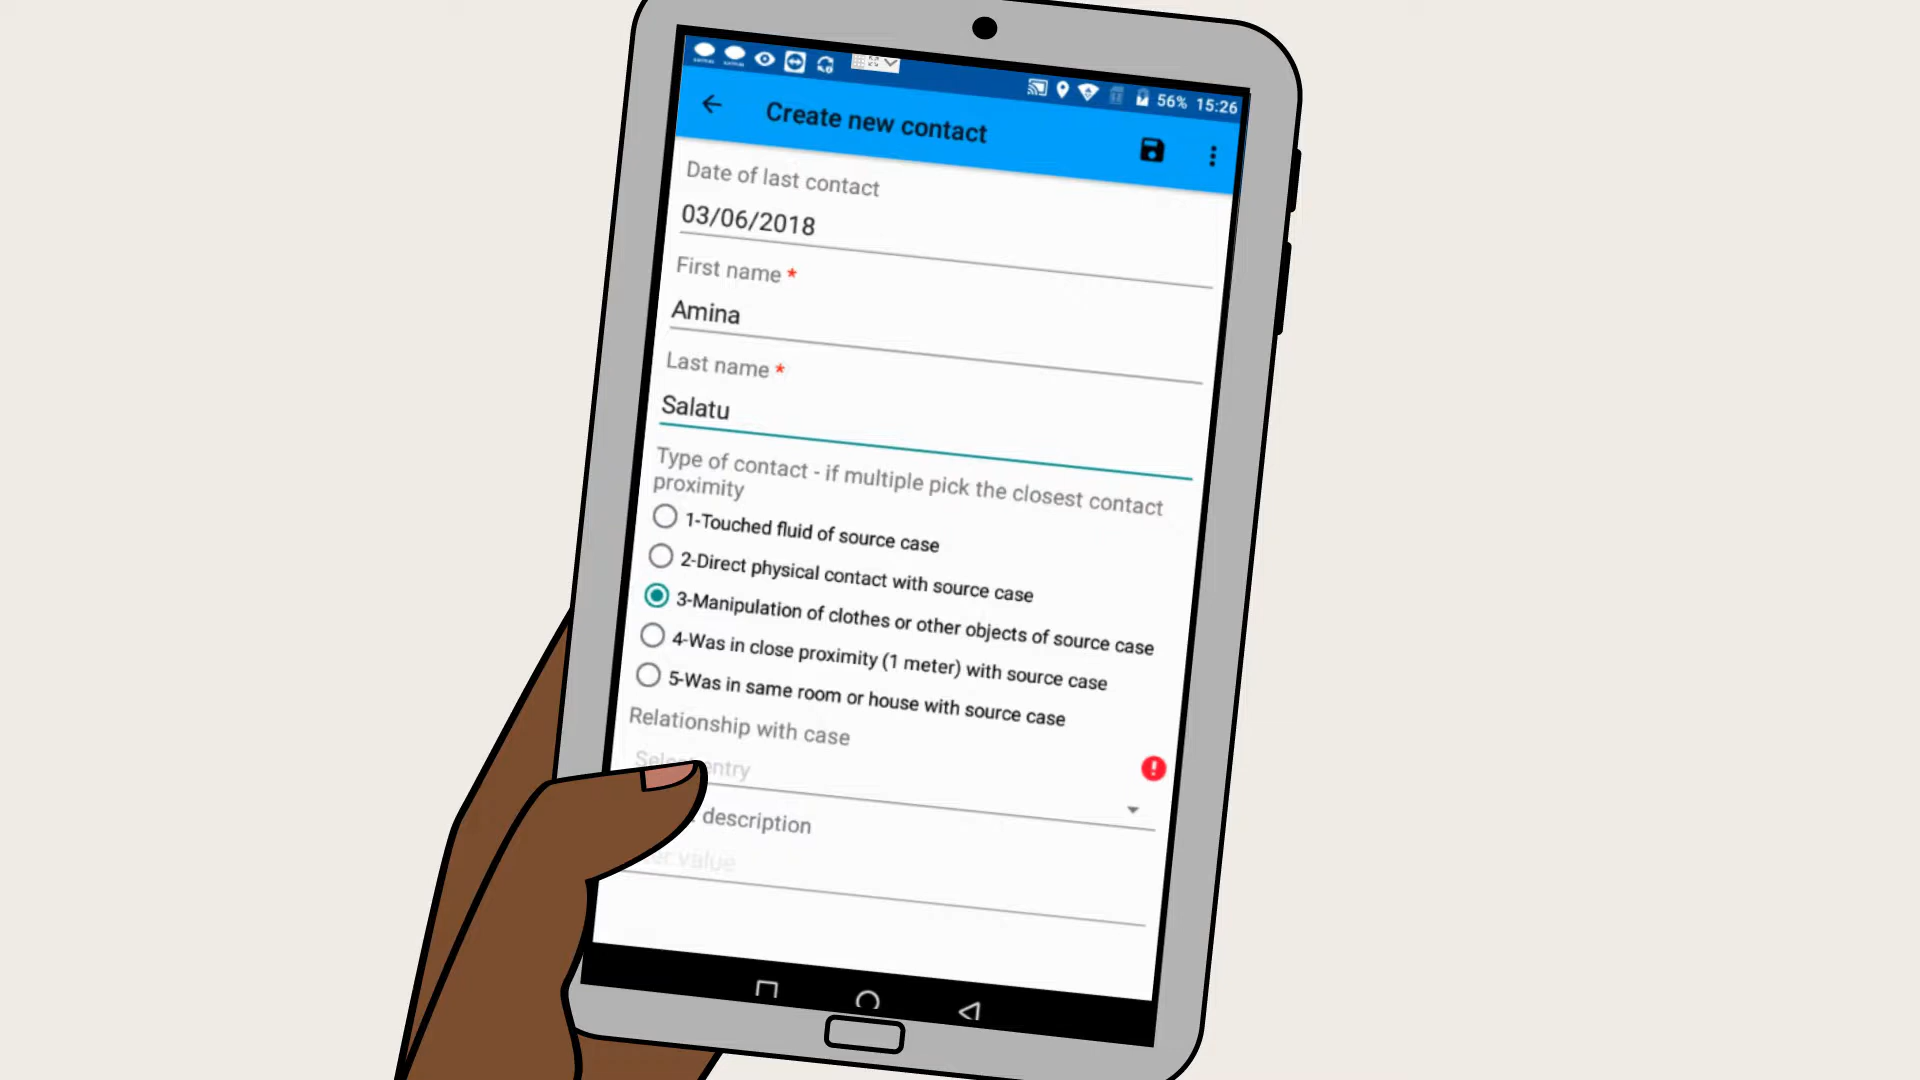 56% 15:26
Create new contact
Date of last contact
03/06/2018
First name *
Amina
Last name *
Salatu
Type of contact - if multiple pick the closest contact
proximity
1-Touched fluid of source case
2-Direct physical contact with source case
3-Manipulation of clothes or other objects of source case
4-Was in close proximity (1 meter) with source case
5-Was in same room or house with source case
Relationship with case
Select entry
description
value